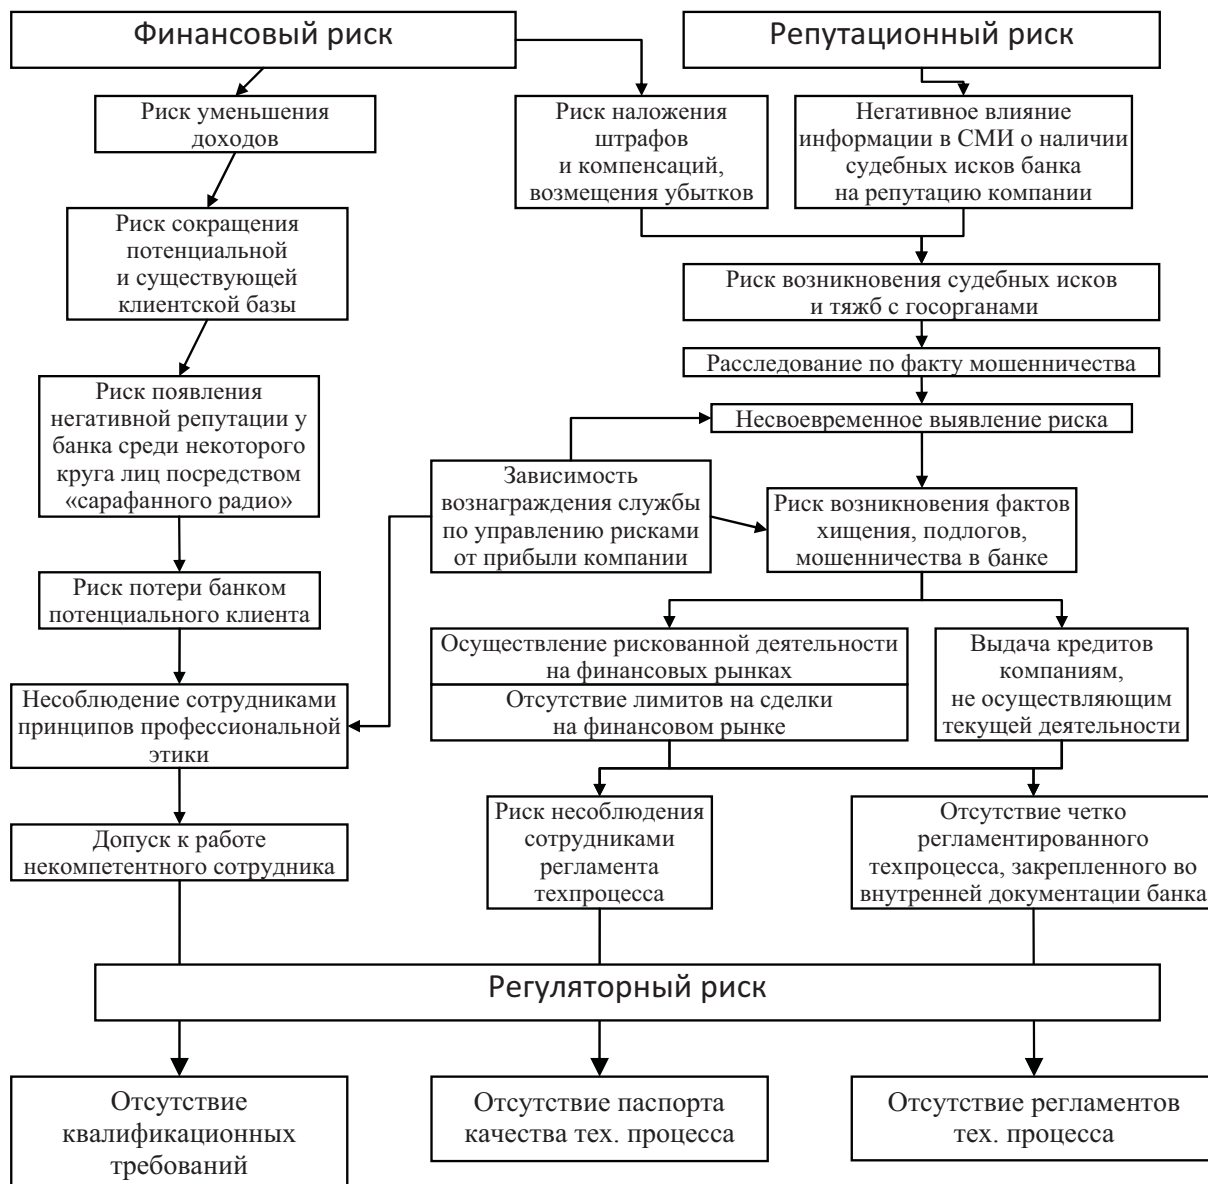 Финансовый риск
Репутационный риск
Риск уменьшения
доходов
Риск наложения
штрафов
и компенсаций,
возмещения убытков
Негативное влияние
информации в СМИ о наличии
судебных исков банка
на репутацию компании
Риск сокращения
потенциальной
и существующей
клиентской базы
Риск возникновения судебных исков
и тяжб с госорганами
Расследование по факту мошенничества
Риск появления
негативной репутации у
банка среди некоторого
круга лиц посредством
«сарафанного радио»
Несвоевременное выявление риска
Зависимость
вознаграждения службы
по управлению рисками
от прибыли компании
Риск возникновения фактов
хищения, подлогов,
мошенничества в банке
Риск потери банком
потенциального клиента
Осуществление рискованной деятельности
на финансовых рынках
Отсутствие лимитов на сделки
на финансовом рынке
Выдача кредитов
компаниям,
не осуществляющим
текущей деятельности
Несоблюдение сотрудниками
принципов профессиональной
этики
Риск несоблюдения
сотрудниками
регламента
техпроцесса
Отсутствие четко
регламентированного
техпроцесса, закрепленного во
внутренней документации банка
Допуск к работе
некомпетентного сотрудника
Регуляторный риск
Отсутствие
квалификационных
требований
Отсутствие паспорта
качества тех. процесса
Отсутствие регламентов
тех. процесса